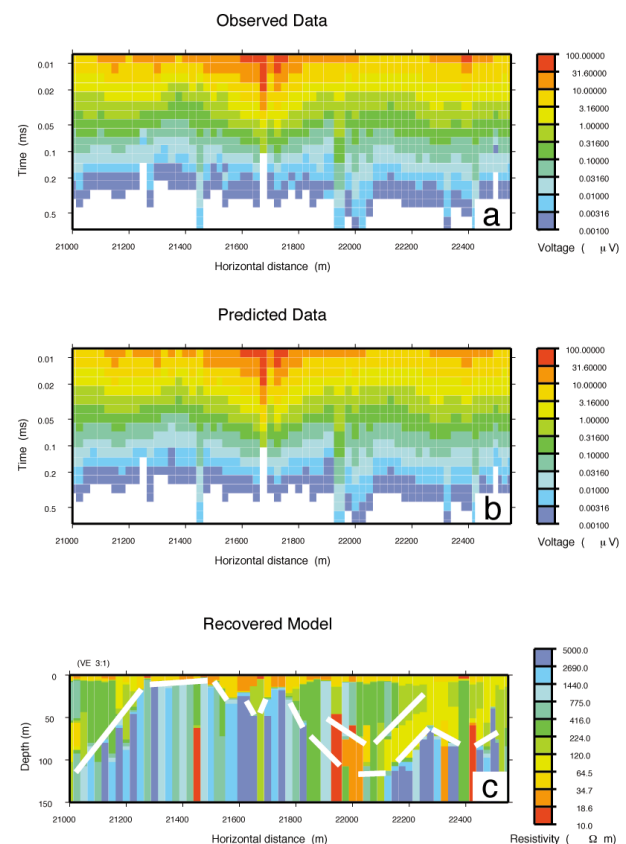 Observed Data
0.01
0.02
0.05
0.1
0.2
0.5
Time (ms)
21000 21200 21400 21600 21800 22000 22200 22400
Horizontal distance (m)
a
100.00000
31.60000
10.00000
3.16000
1.00000
0.31600
0.10000
0.03160
0.01000
0.00316
0.00100
Voltage ( μ V)
Predicted Data
0.01
0.02
0.05
0.1
0.2
0.5
Time (ms)
21000 21200 21400 21600 21800 22000 22200 22400
Horizontal distance (m)
b
100.00000
31.60000
10.00000
3.16000
1.00000
0.31600
0.10000
0.03160
0.01000
0.00316
0.00100
Voltage ( μ V)
Recovered Model
(VE 3:1)
0
50
100
150
Depth (m)
21000 21200 21400 21600 21800 22000 22200 22400
Horizontal distance (m)
c
5000.0
2690.0
1440.0
775.0
416.0
224.0
120.0
64.5
34.7
18.6
10.0
Resistivity ( Ω m)